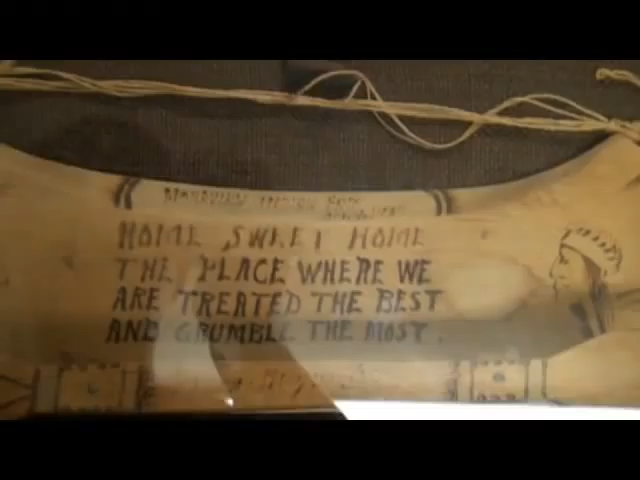 HOME SWEET HOME
THE PLACE WHERE WE
ARE TREATED THE BEST
AND GRUMBLE THE MOST.